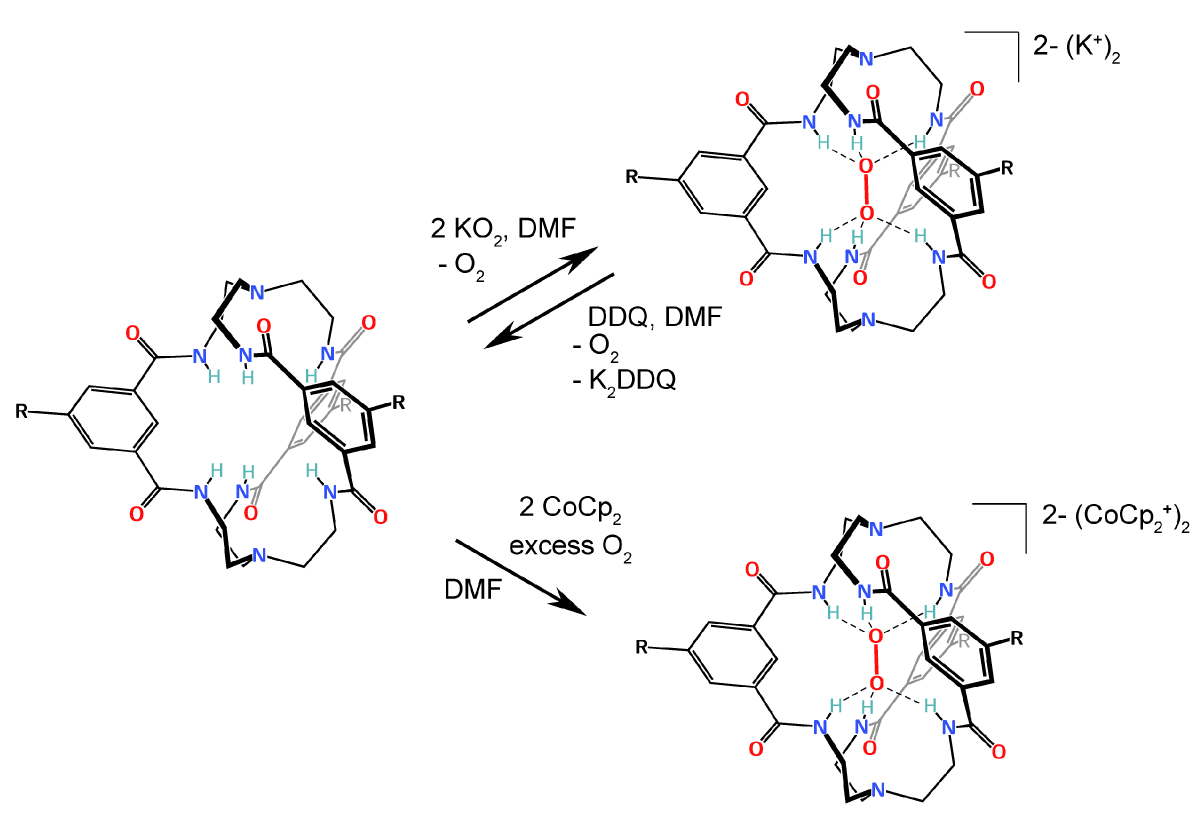 2- (K⁺)₂
N
O O O
N N N
H H H
O
R R R
O
H H H
N N N
O O O
N
2 KO₂, DMF
- O₂
DDQ, DMF
- O₂
- K₂DDQ
N
O O O
N N N
H H H
R R R
H H H
N N N
O O O
N
2 CoCp₂
excess O₂
DMF
2- (CoCp₂⁺)₂
N
O O O
N N N
H H H
O
R R R
O
H H H
N N N
O O O
N